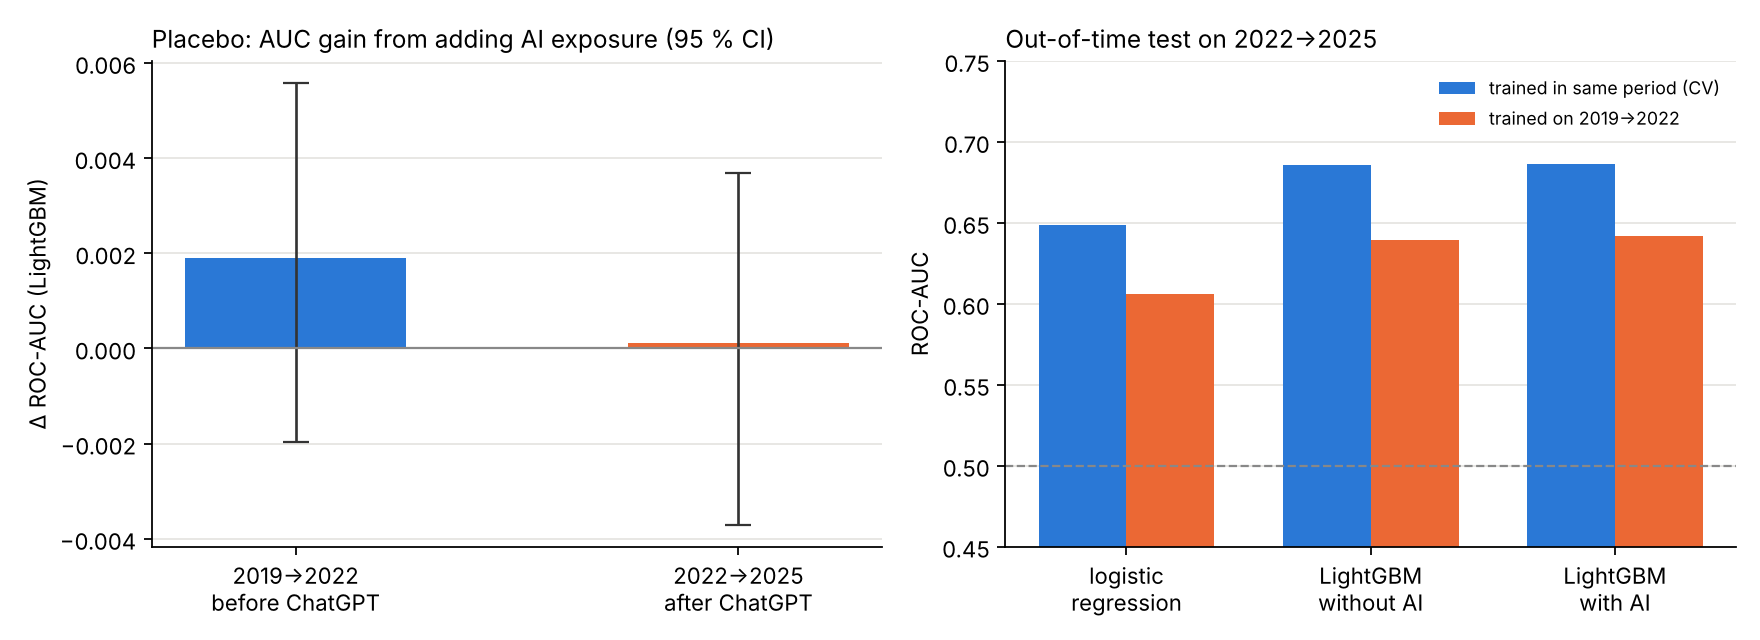 Placebo: AUC gain from adding AI exposure (95 % CI)
Δ ROC-AUC (LightGBM)
0.006
0.004
0.002
0.000
−0.002
−0.004
2019→2022
before ChatGPT
2022→2025
after ChatGPT
Out-of-time test on 2022→2025
ROC-AUC
0.75
0.70
0.65
0.60
0.55
0.50
0.45
trained in same period (CV)
trained on 2019→2022
logistic
regression
LightGBM
without AI
LightGBM
with AI